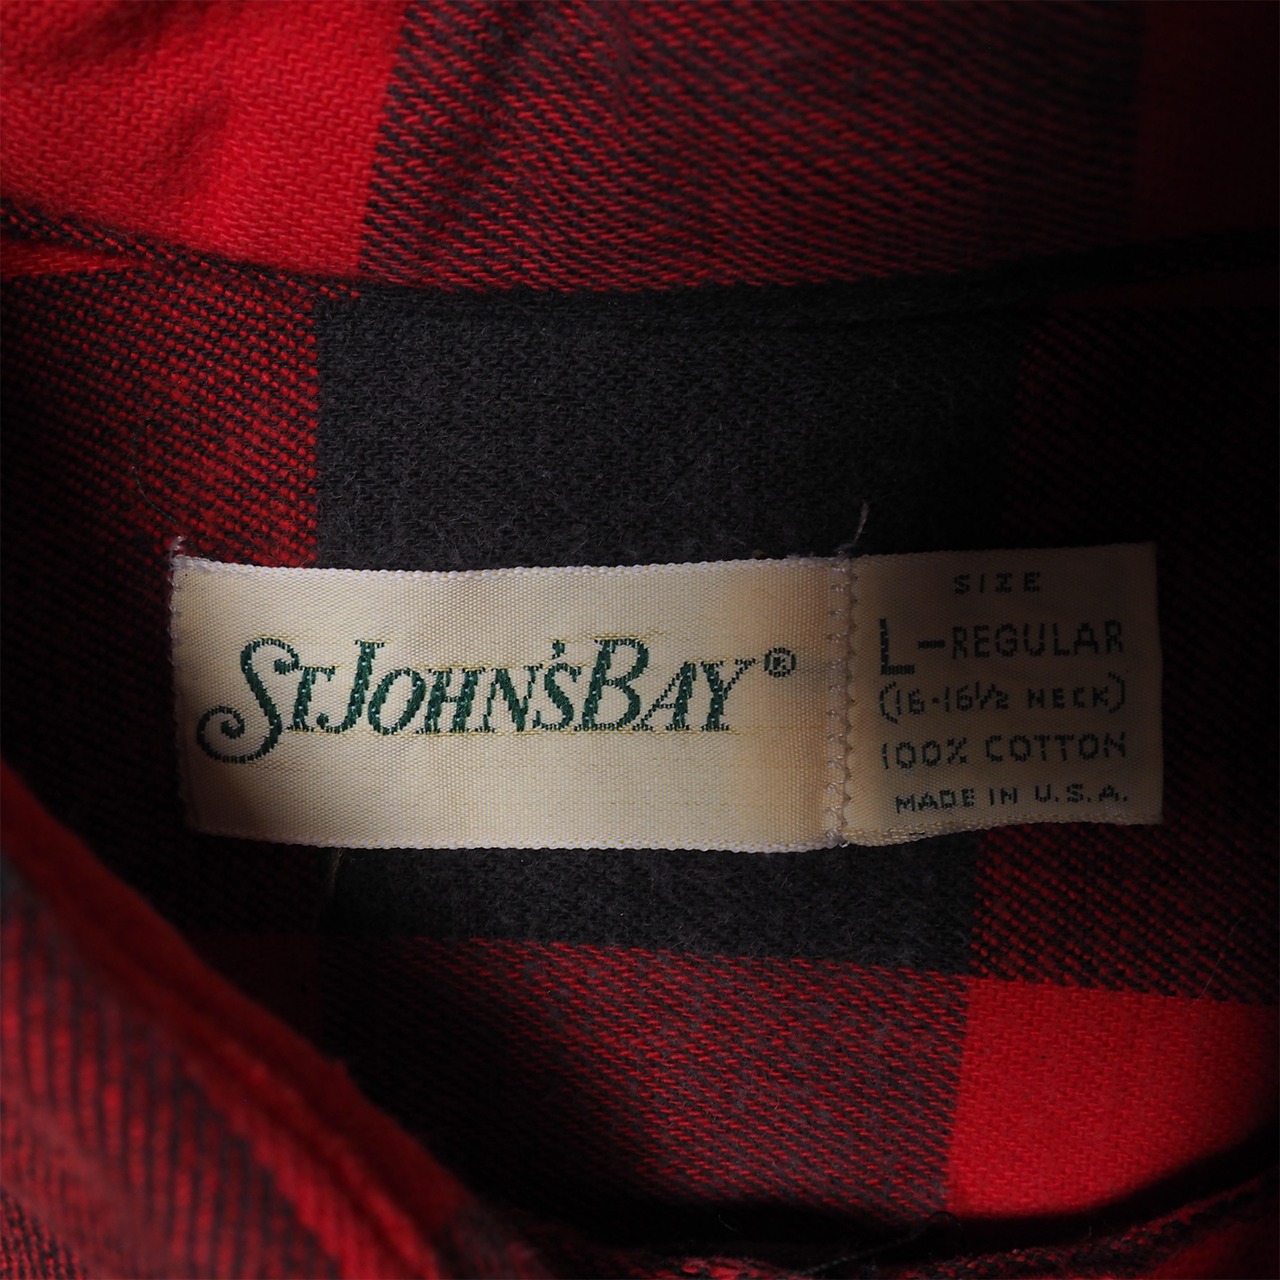 ST. JOHN'S BAY®
SIZE
L-REGULAR
(16-16½ NECK)
100% COTTON
MADE IN U.S.A.